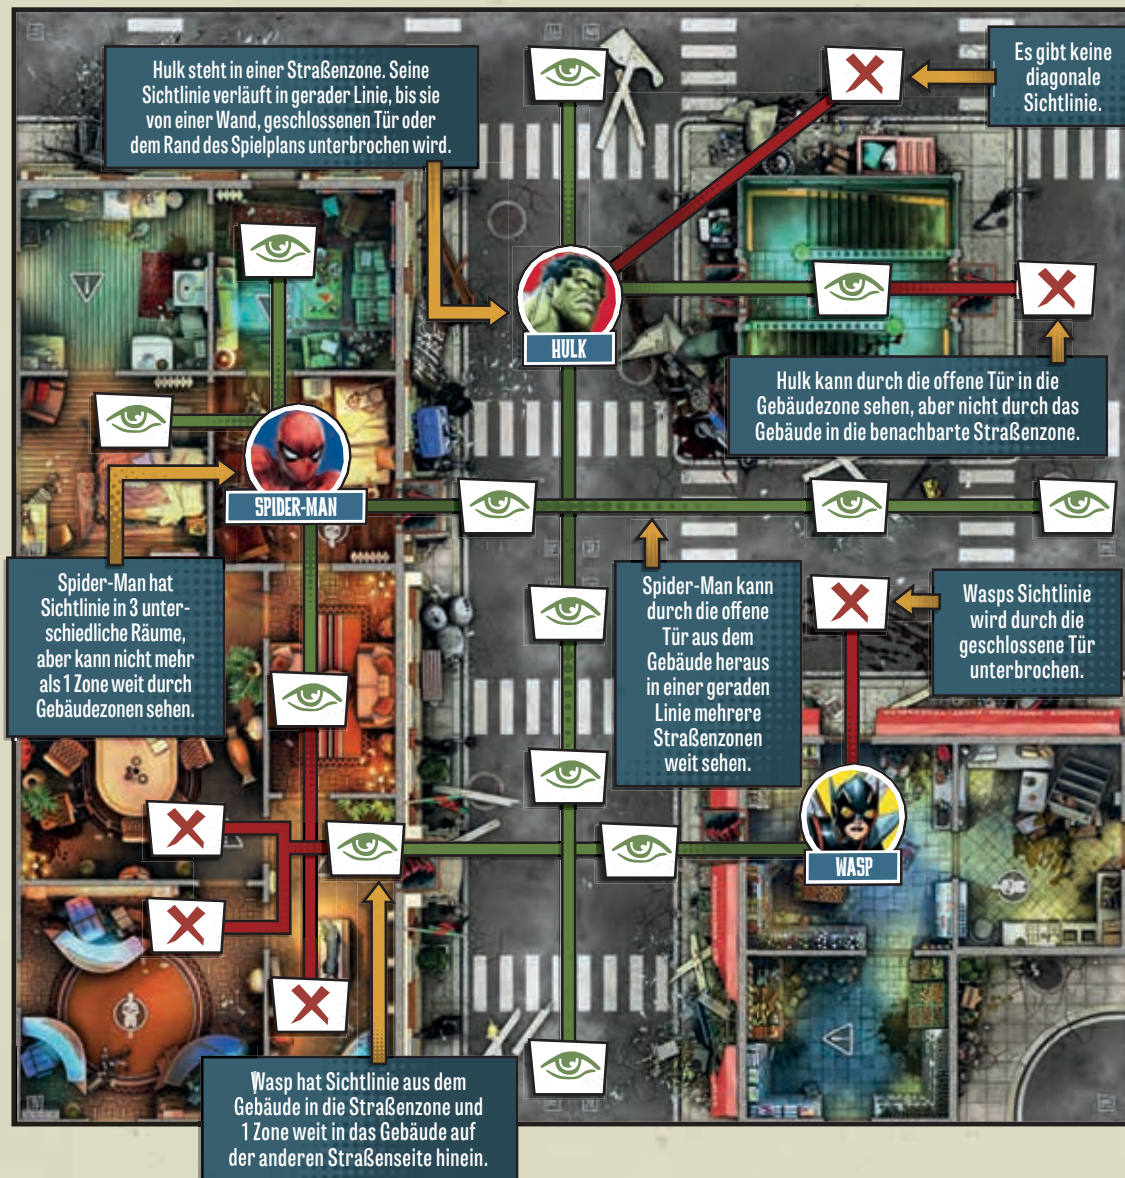 Hulk steht in einer Straßenzone. Seine
Sichtlinie verläuft in gerader Linie, bis sie
von einer Wand, geschlossenen Tür oder
dem Rand des Spielplans unterbrochen wird.
Es gibt keine
diagonale
Sichtlinie.
HULK
Hulk kann durch die offene Tür in die
Gebäudezone sehen, aber nicht durch das
Gebäude in die benachbarte Straßenzone.
SPIDER-MAN
Spider-Man hat
Sichtlinie in 3 unter-
schiedliche Räume,
aber kann nicht mehr
als 1 Zone weit durch
Gebäudezonen sehen.
Spider-Man kann
durch die offene
Tür aus dem
Gebäude heraus
in einer geraden
Linie mehrere
Straßenzonen
weit sehen.
Wasps Sichtlinie
wird durch die
geschlossene Tür
unterbrochen.
WASP
Wasp hat Sichtlinie aus dem
Gebäude in die Straßenzone und
1 Zone weit in das Gebäude auf
der anderen Straßenseite hinein.